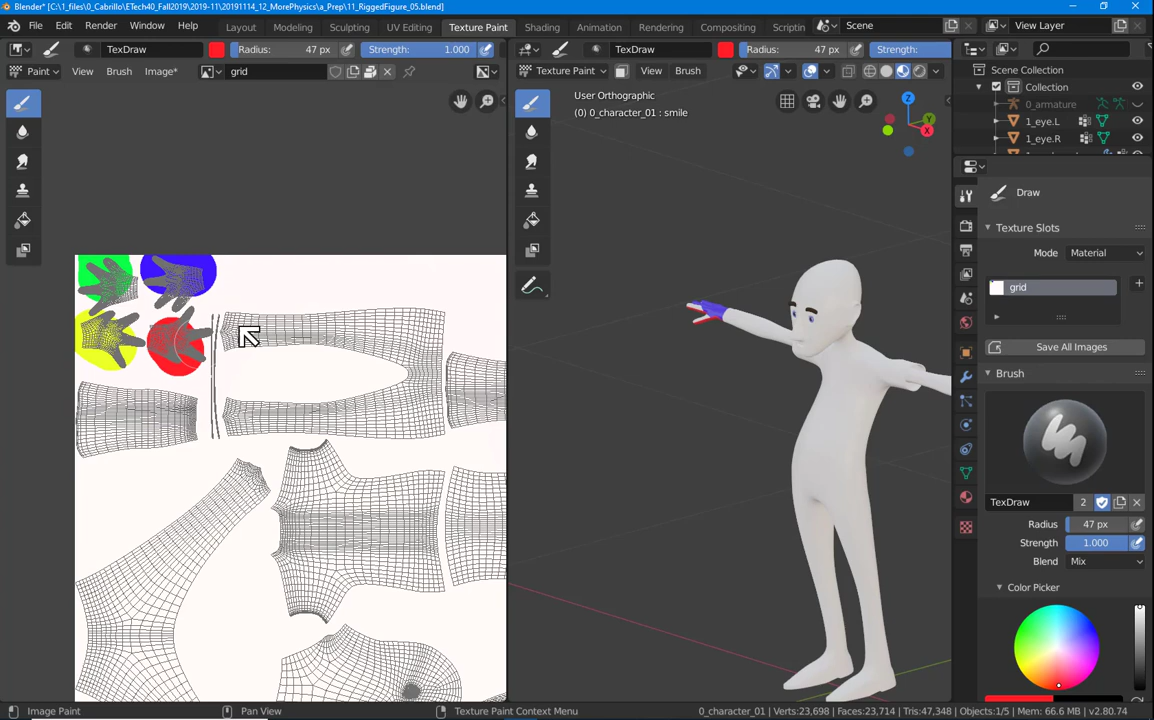 Blender* [C:\1_files\0_Cabrillo\ETech40_Fall2019\2019-11\20191114_12_MorePhysics\a_Prep\11_RiggedFigure_05.blend]
File Edit Render Window Help Layout Modeling Sculpting UV Editing Texture Paint Shading Animation Rendering Compositing Scene View Layer
TexDraw Radius: 47 px Strength: 1.000
TexDraw Radius: 47 px Strength:
Paint View Brush Image* grid
Texture Paint View Brush
User Orthographic
(0) 0_character_01 : smile
Z
Y
X
Scene Collection
Collection
0_armature
1_eye.L
1_eye.R
Draw
Texture Slots
Mode Material
grid
Save All Images
Brush
TexDraw 2
Radius 47 px
Strength 1.000
Blend Mix
Color Picker
Image Paint Pan View Texture Paint Context Menu 0_character_01 | Verts:23,698 | Faces:23,714 | Tris:47,348 | Objects:1/5 | Mem: 66.6 MB | v2.80.74